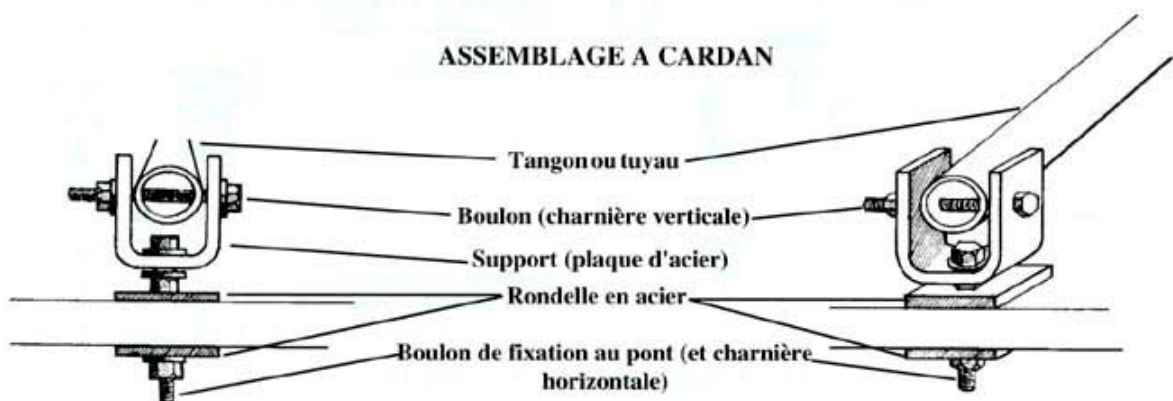 ASSEMBLAGE A CARDAN
Tangon ou tuyau
Boulon (charnière verticale)
Support (plaque d'acier)
Rondelle en acier
Boulon de fixation au pont (et charnière
horizontale)